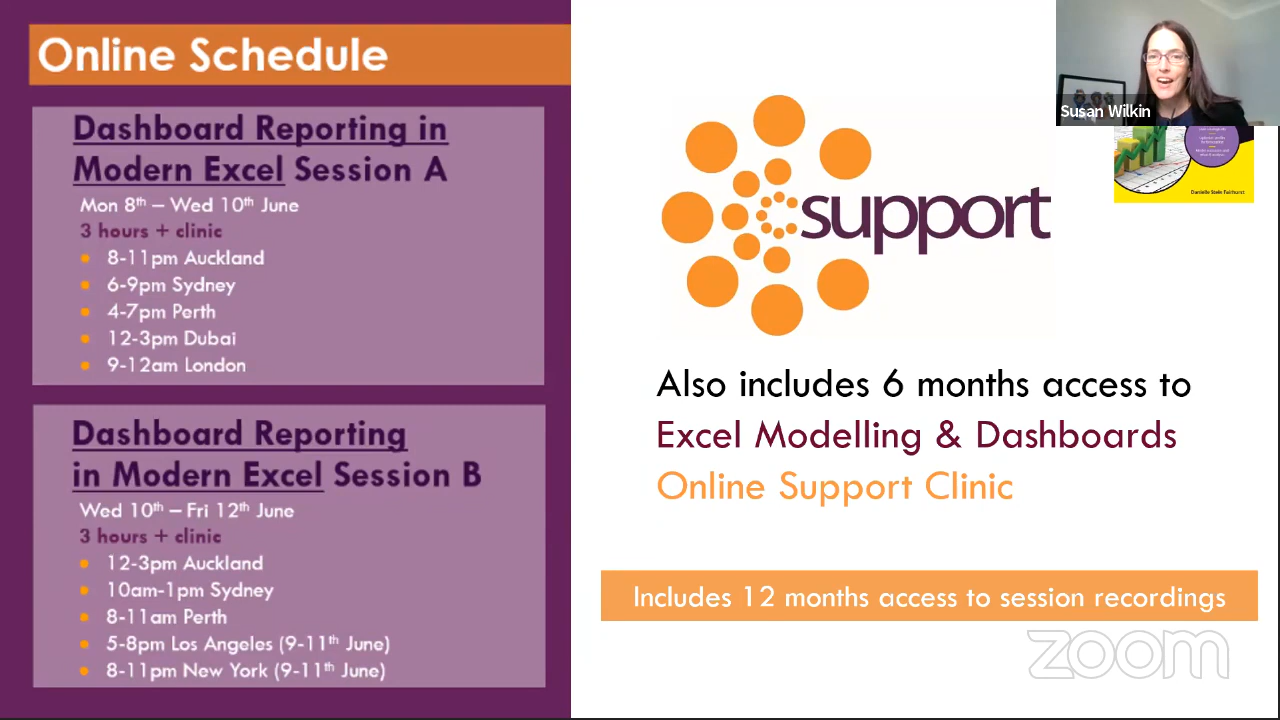 Online Schedule
Dashboard Reporting in
Modern Excel Session A
Mon 8th – Wed 10th June
3 hours + clinic
8-11pm Auckland
6-9pm Sydney
4-7pm Perth
12-3pm Dubai
9-12am London
Dashboard Reporting
in Modern Excel Session B
Wed 10th – Fri 12th June
3 hours + clinic
12-3pm Auckland
10am-1pm Sydney
8-11am Perth
5-8pm Los Angeles (9-11th June)
8-11pm New York (9-11th June)
support
Also includes 6 months access to
Excel Modelling & Dashboards
Online Support Clinic
Includes 12 months access to session recordings
Susan Wilkin
Danielle Stein Fairhurst
zoom